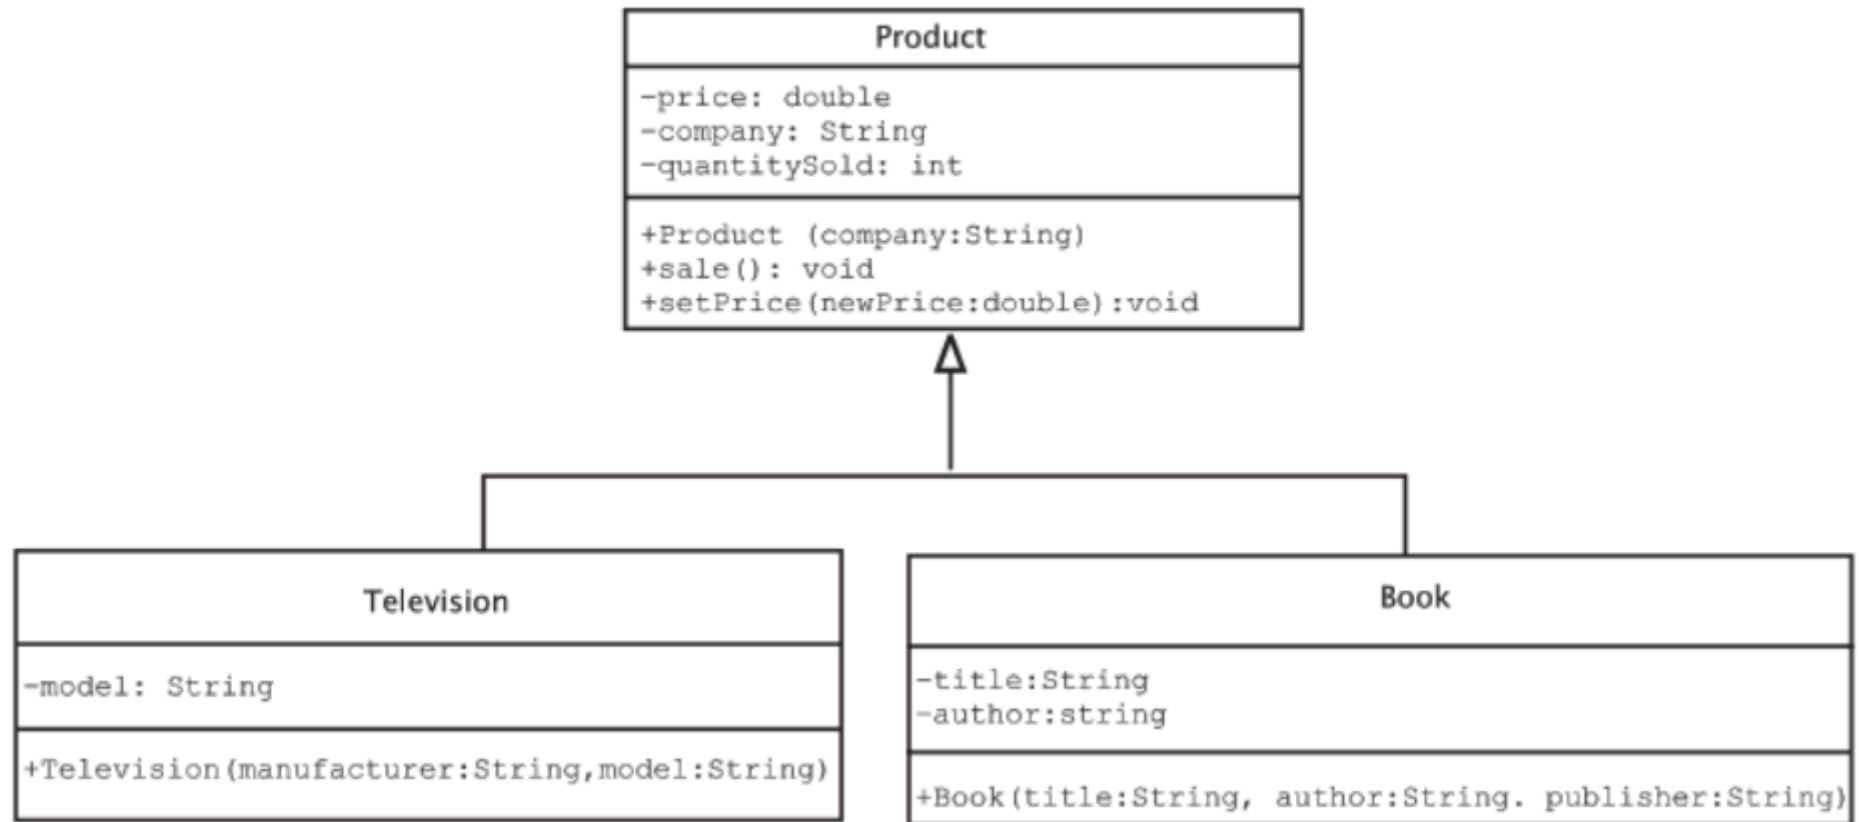 Product
-price: double
-company: String
-quantitySold: int
+Product (company:String)
+sale(): void
+setPrice(newPrice:double):void
Television
-model: String
+Television(manufacturer:String,model:String)
Book
-title:String
-author:string
+Book(title:String, author:String. publisher:String)